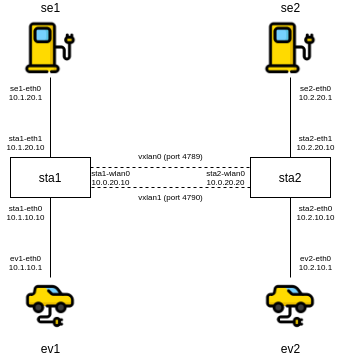 se1
se2
se1-eth0
10.1.20.1
se2-eth0
10.2.20.1
sta1-eth1
10.1.20.10
sta2-eth1
10.2.20.10
vxlan0 (port 4789)
sta1
sta1-wlan0
10.0.20.10
sta2-wlan0
10.0.20.20
sta2
vxlan1 (port 4790)
sta1-eth0
10.1.10.10
sta2-eth0
10.2.10.10
ev1-eth0
10.1.10.1
ev2-eth0
10.2.10.1
ev1
ev2